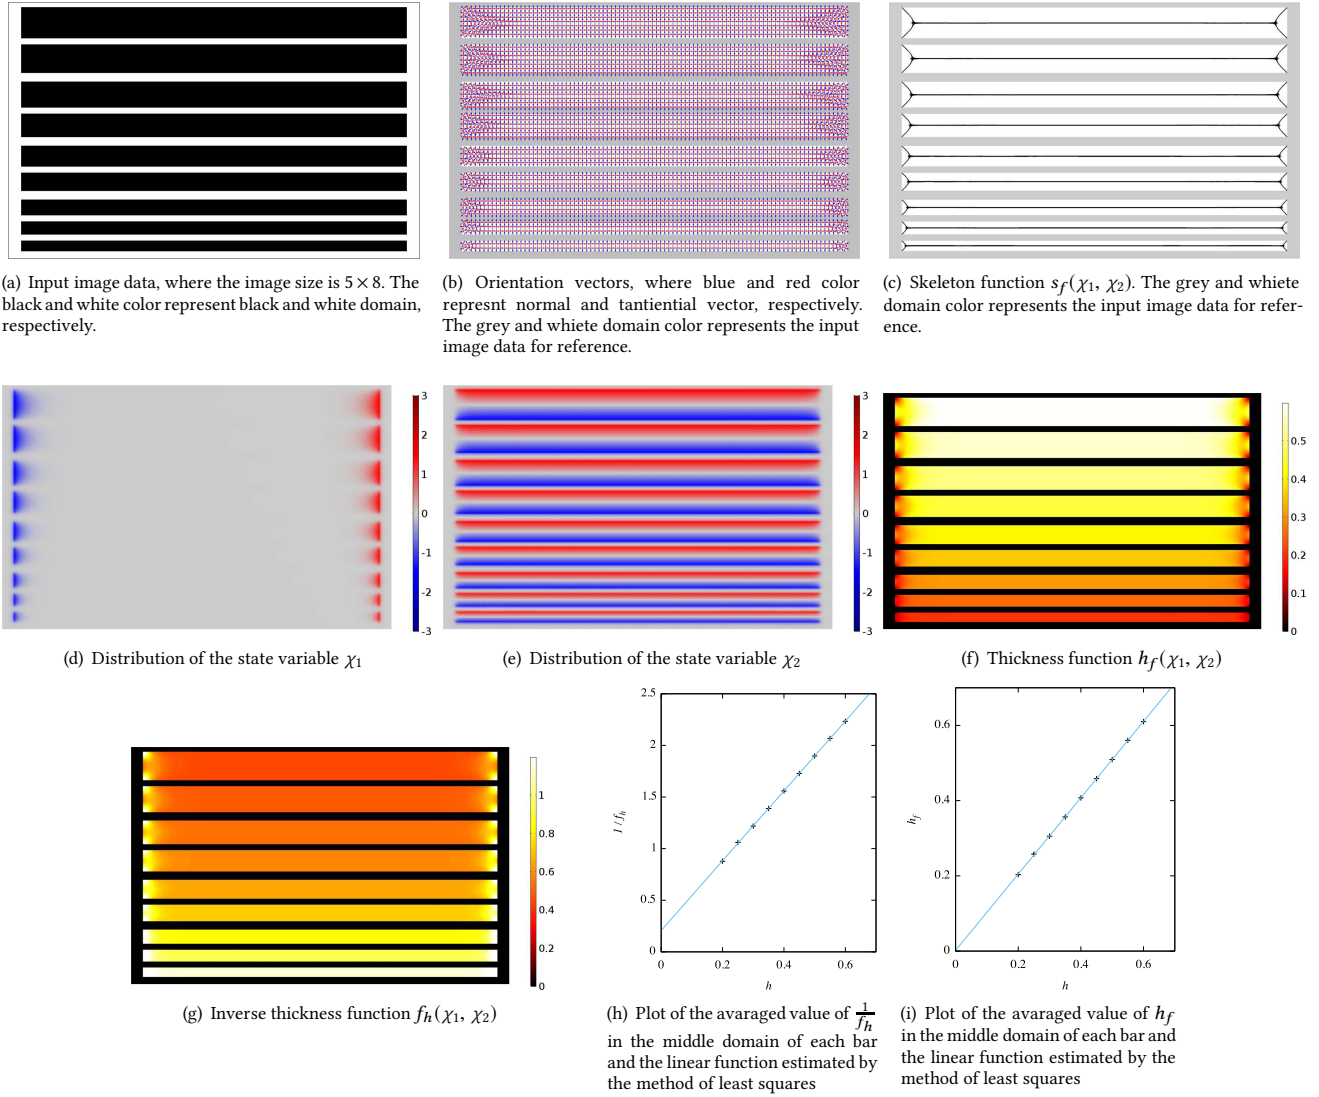 (a) Input image data, where the image size is 5 × 8. The
black and white color represent black and white domain,
respectively.
(b) Orientation vectors, where blue and red color
represnt normal and tantiential vector, respectively.
The grey and whiete domain color represents the input
image data for reference.
(c) Skeleton function s_f(χ1, χ2). The grey and whiete
domain color represents the input image data for refer-
ence.
3
2
1
0
-1
-2
-3
(d) Distribution of the state variable χ1
3
2
1
0
-1
-2
-3
(e) Distribution of the state variable χ2
0.5
0.4
0.3
0.2
0.1
0
(f) Thickness function h_f(χ1, χ2)
1
0.8
0.6
0.4
0.2
0
(g) Inverse thickness function f_h(χ1, χ2)
2.5
2
1.5
1
0.5
0
1 / f_h
0 0.2 0.4 0.6
h
(h) Plot of the avaraged value of 1/f_h
in the middle domain of each bar
and the linear function estimated by
the method of least squares
0.6
0.4
0.2
0
h_f
0 0.2 0.4 0.6
h
(i) Plot of the avaraged value of h_f
in the middle domain of each bar and
the linear function estimated by the
method of least squares